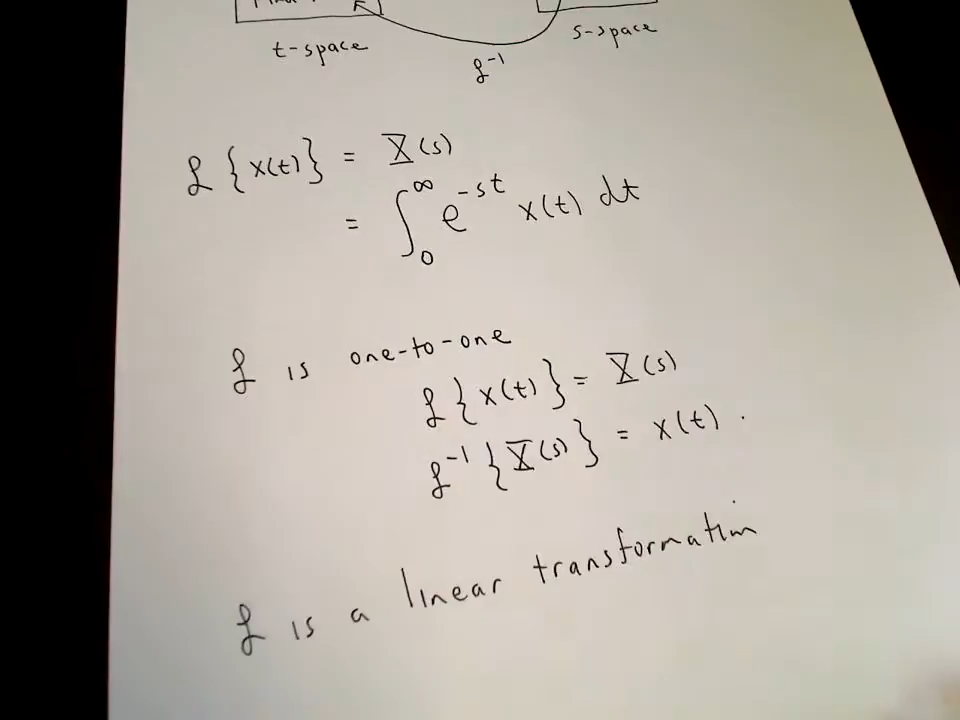 t-space
s-space
ℒ⁻¹
ℒ {x(t)} = X(s)
= ∫₀^∞ e^{-st} x(t) dt
ℒ is one-to-one
ℒ {x(t)} = X(s)
ℒ⁻¹ {X(s)} = x(t).
ℒ is a linear transformation